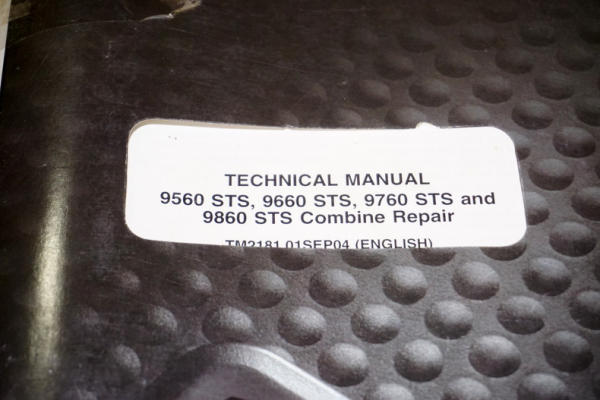 TECHNICAL MANUAL
9560 STS, 9660 STS, 9760 STS and
9860 STS Combine Repair
TM2181 01SEP04 (ENGLISH)